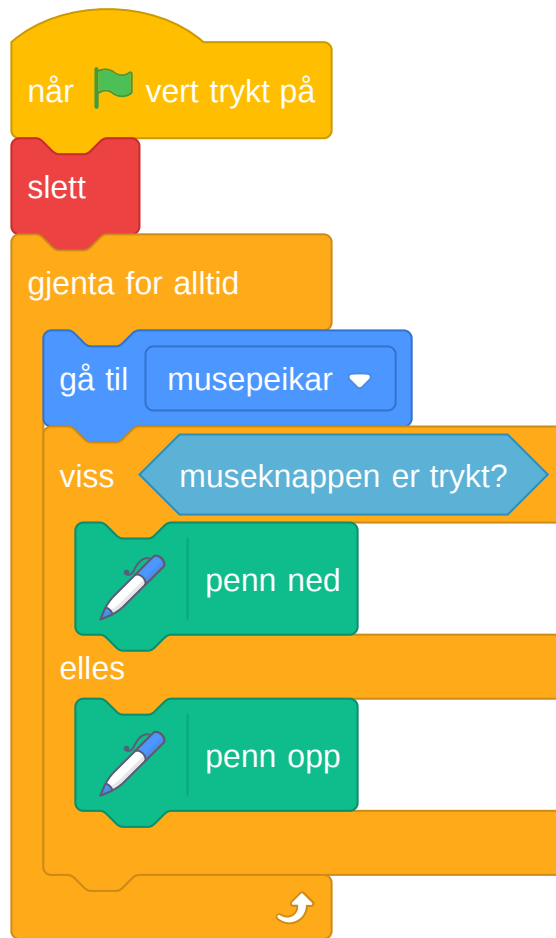 når vert trykt på
slett
gjenta for alltid
gå til musepeikar
viss museknappen er trykt?
penn ned
elles
penn opp